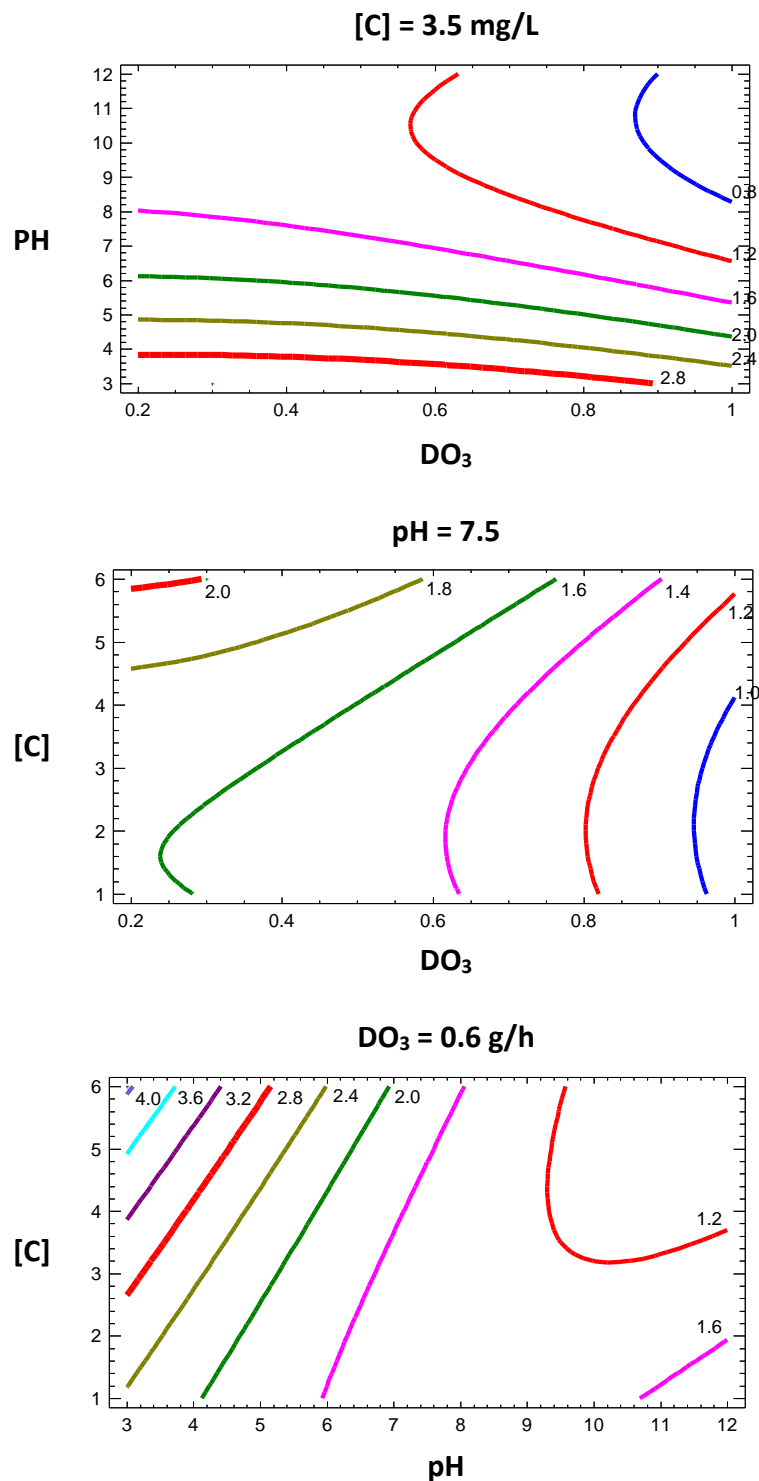 [C] = 3.5 mg/L
12
11
10
9
8
7
6
5
4
3
PH
0.8
1.2
1.6
2.0
2.4
2.8
0.2 0.4 0.6 0.8 1
DO₃
pH = 7.5
6
5
4
3
2
1
[C]
2.0 1.8 1.6 1.4 1.2
1.0
0.2 0.4 0.6 0.8 1
DO₃
DO₃ = 0.6 g/h
6
5
4
3
2
1
[C]
4.0 3.6 3.2 2.8 2.4 2.0
1.2
1.6
3 4 5 6 7 8 9 10 11 12
pH